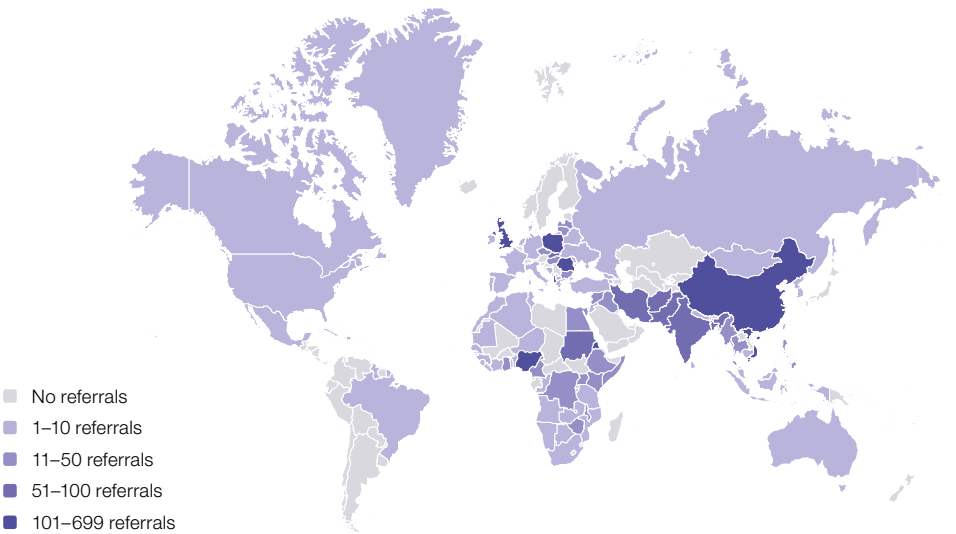 No referrals
1–10 referrals
11–50 referrals
51–100 referrals
101–699 referrals